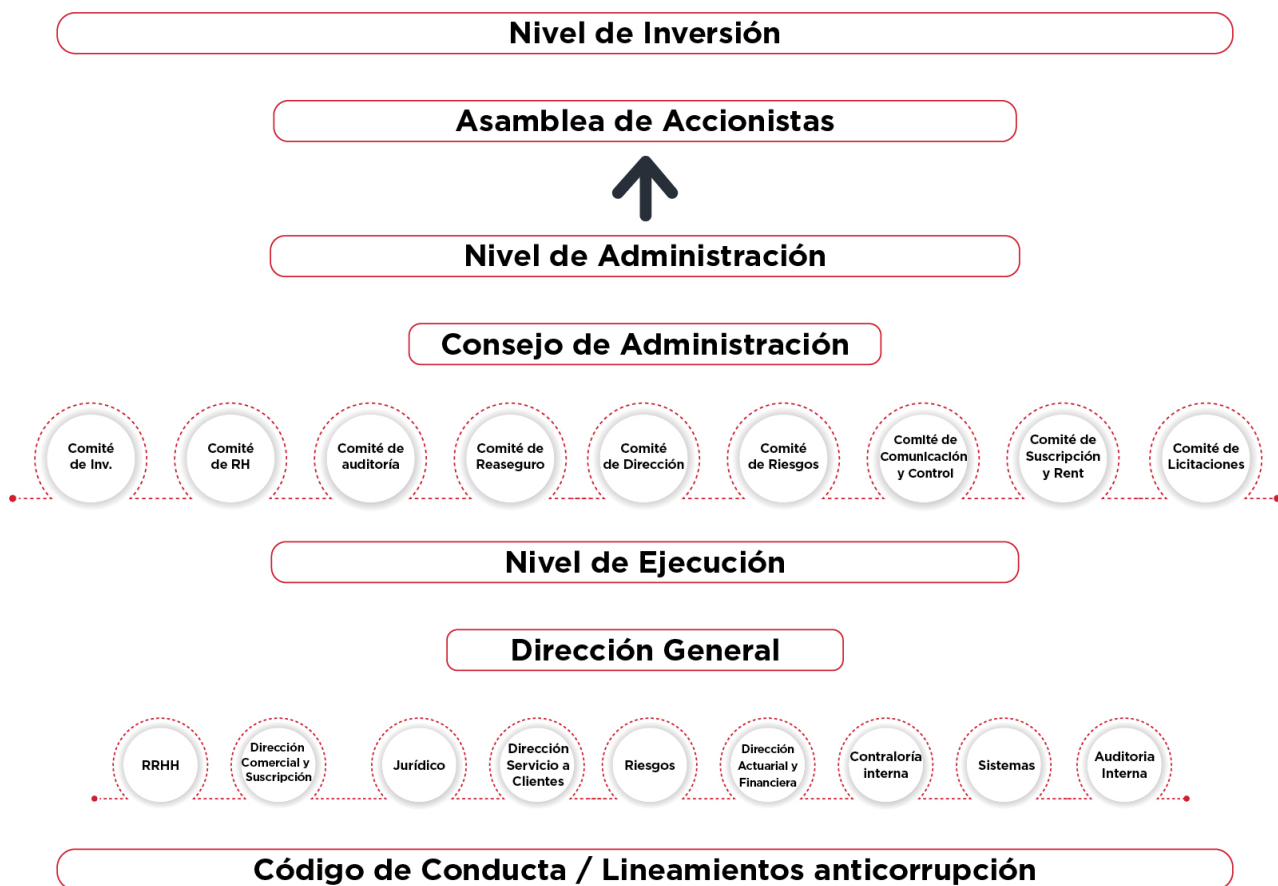 Nivel de Inversión
Asamblea de Accionistas
Nivel de Administración
Consejo de Administración
Comité
de Inv.
Comité
de RH
Comité de
auditoría
Comité de
Reaseguro
Comité
de Dirección
Comité
de Riesgos
Comité de
Comunicación
y Control
Comité de
Suscripción
y Rent
Comité de
Licitaciones
Nivel de Ejecución
Dirección General
RRHH
Dirección
Comercial y
Suscripción
Jurídico
Dirección
Servicio a
Clientes
Riesgos
Dirección
Actuarial y
Financiera
Contraloría
interna
Sistemas
Auditoria
Interna
Código de Conducta / Lineamientos anticorrupción